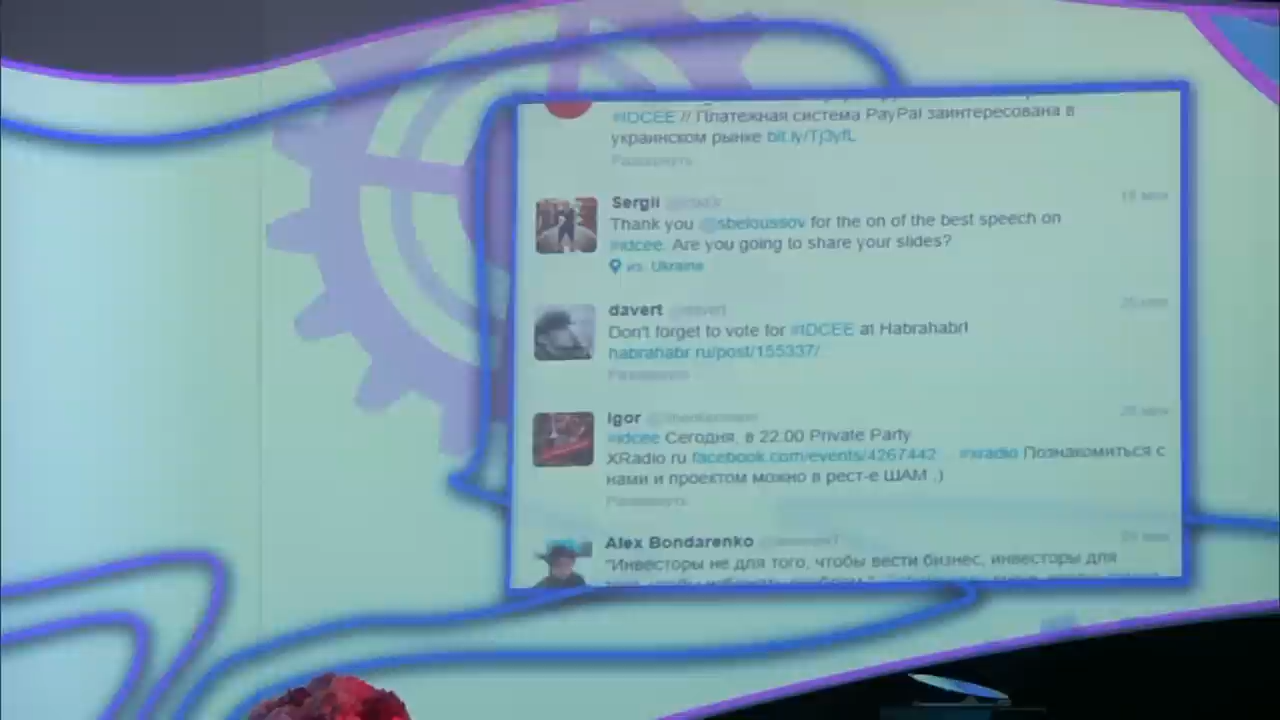 #IDCEE // Платежная система PayPal заинтересована в
украинском рынке bit.ly/Tj3yfL
Развернуть
Sergii
Thank you @sbeloussov for the on of the best speech on
#idcee. Are you going to share your slides?
из Ukraine
davert
Don't forget to vote for #IDCEE at Habrahabr!
habrahabr.ru/post/155337/
Развернуть
Igor
#idcee Сегодня, в 22.00 Private Party
XRadio.ru facebook.com/events/4267442... #xradio Познакомиться с
нами и проектом можно в рест-е ШАМ ;)
Развернуть
Alex Bondarenko
"Инвесторы не для того, чтобы вести бизнес, инвесторы для